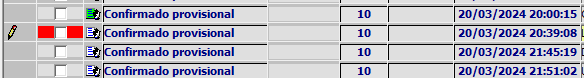 Confirmado provisional 10 20/03/2024 20:00:15
Confirmado provisional 10 20/03/2024 20:39:08
Confirmado provisional 10 20/03/2024 21:45:19
Confirmado provisional 10 20/03/2024 21:51:02